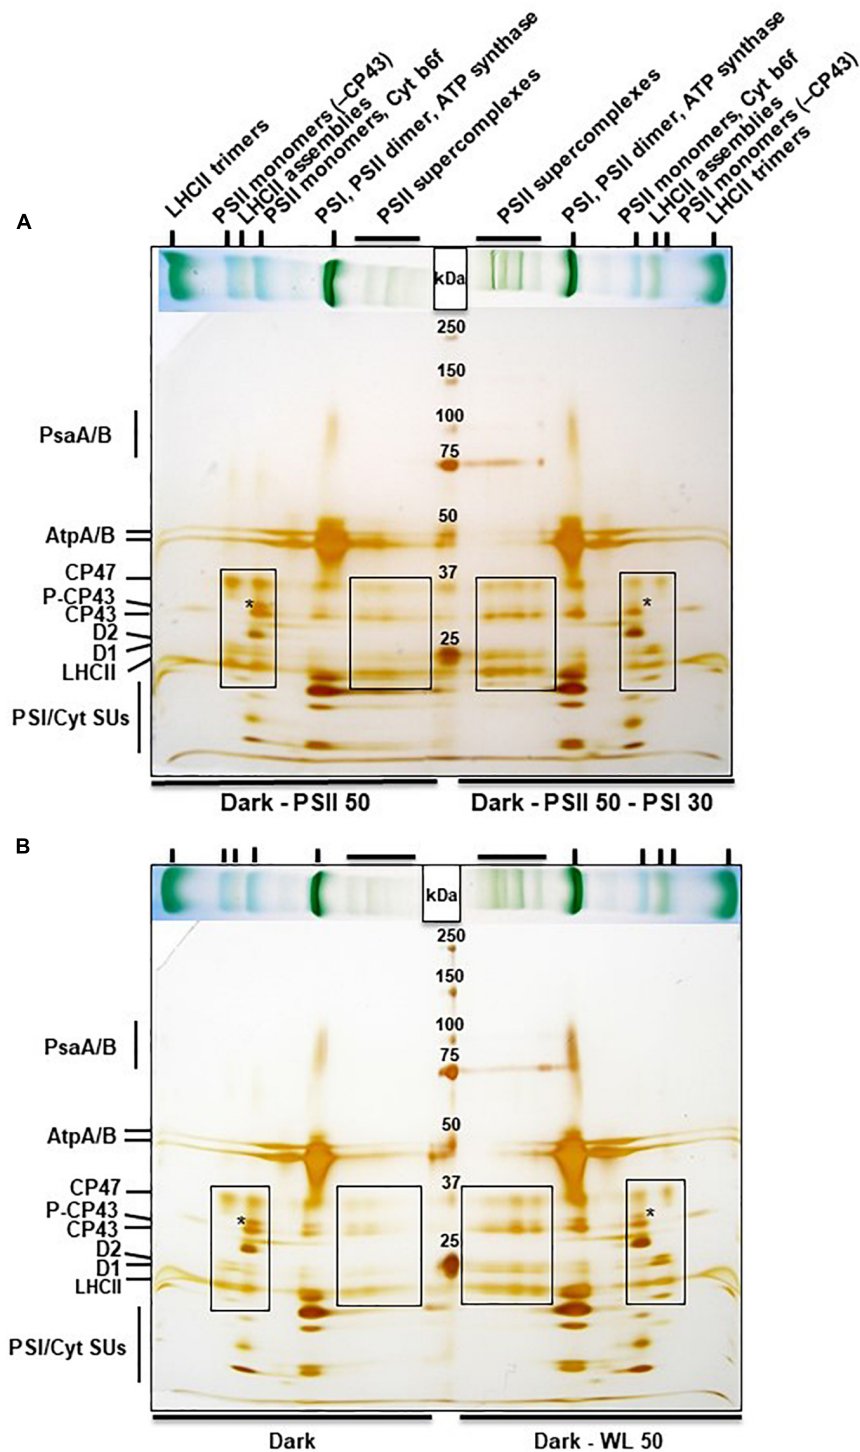 LHCII trimers
PSII monomers (–CP43)
LHCII assemblies
PSII monomers, Cyt b6f
PSI, PSII dimer, ATP synthase
PSII supercomplexes
PSII supercomplexes
PSI, PSII dimer, ATP synthase
PSII monomers, Cyt b6f
LHCII assemblies
PSII monomers (–CP43)
LHCII trimers
A
kDa
250
150
100
75
50
37
25
PsaA/B
AtpA/B
CP47
P-CP43
CP43
D2
D1
LHCII
PSI/Cyt SUs
*
*
Dark - PSII 50
Dark - PSII 50 - PSI 30
B
kDa
250
150
100
75
50
37
25
PsaA/B
AtpA/B
CP47
P-CP43
CP43
D2
D1
LHCII
PSI/Cyt SUs
*
*
Dark
Dark - WL 50